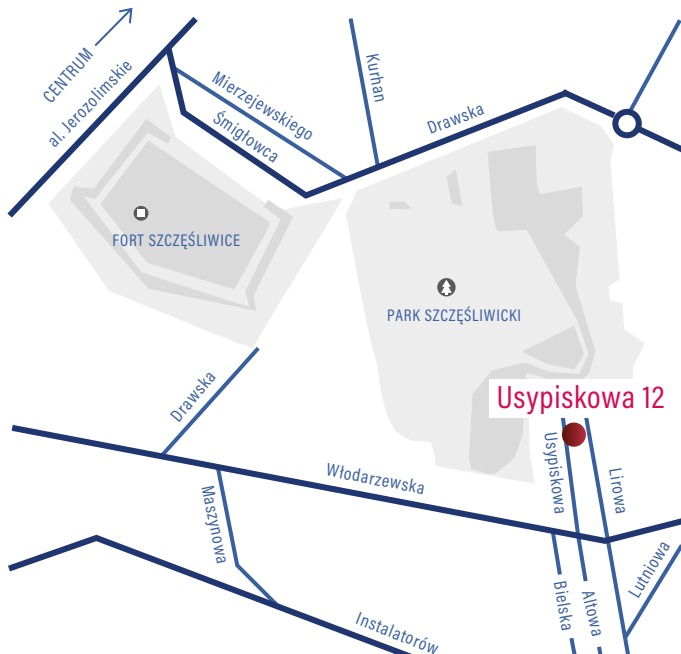 CENTRUM
al. Jerozolimskie
Mierzejewskiego
Śmigłowca
Kurhan
Drawska
FORT SZCZĘŚLIWICE
PARK SZCZĘŚLIWICKI
Drawska
Usypiskowa 12
Usypiskowa
Lirowa
Włodarzewska
Maszynowa
Bielska
Altowa
Lutniowa
Instalatorów